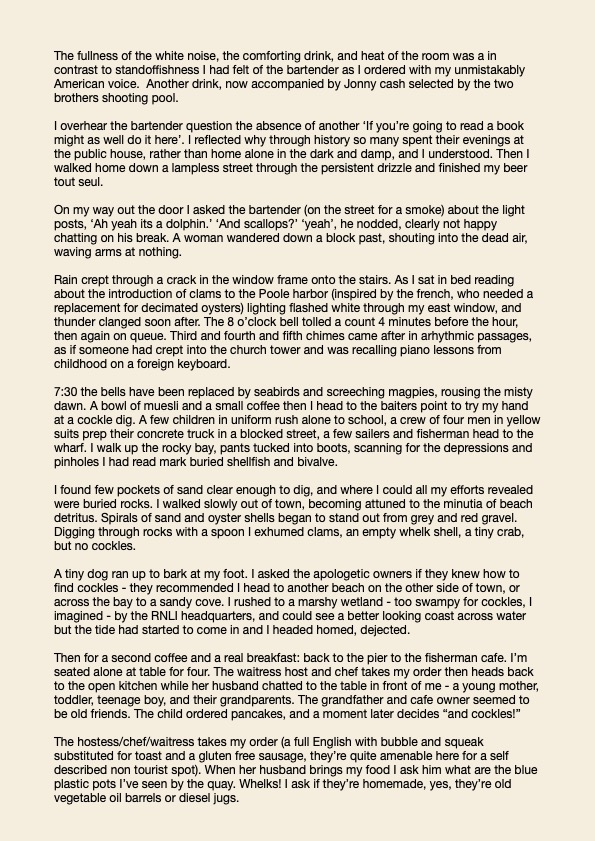 The fullness of the white noise, the comforting drink, and heat of the room was a in
contrast to standoffishness I had felt of the bartender as I ordered with my unmistakably
American voice.  Another drink, now accompanied by Jonny cash selected by the two
brothers shooting pool.
I overhear the bartender question the absence of another ‘If you’re going to read a book
might as well do it here’. I reflected why through history so many spent their evenings at
the public house, rather than home alone in the dark and damp, and I understood. Then I
walked home down a lampless street through the persistent drizzle and finished my beer
tout seul.
On my way out the door I asked the bartender (on the street for a smoke) about the light
posts, ‘Ah yeah its a dolphin.’ ‘And scallops?’ ‘yeah’, he nodded, clearly not happy
chatting on his break. A woman wandered down a block past, shouting into the dead air,
waving arms at nothing.
Rain crept through a crack in the window frame onto the stairs. As I sat in bed reading
about the introduction of clams to the Poole harbor (inspired by the french, who needed a
replacement for decimated oysters) lighting flashed white through my east window, and
thunder clanged soon after. The 8 o’clock bell tolled a count 4 minutes before the hour,
then again on queue. Third and fourth and fifth chimes came after in arhythmic passages,
as if someone had crept into the church tower and was recalling piano lessons from
childhood on a foreign keyboard.
7:30 the bells have been replaced by seabirds and screeching magpies, rousing the misty
dawn. A bowl of muesli and a small coffee then I head to the baiters point to try my hand
at a cockle dig. A few children in uniform rush alone to school, a crew of four men in yellow
suits prep their concrete truck in a blocked street, a few sailers and fisherman head to the
wharf. I walk up the rocky bay, pants tucked into boots, scanning for the depressions and
pinholes I had read mark buried shellfish and bivalve.
I found few pockets of sand clear enough to dig, and where I could all my efforts revealed
were buried rocks. I walked slowly out of town, becoming attuned to the minutia of beach
detritus. Spirals of sand and oyster shells began to stand out from grey and red gravel.
Digging through rocks with a spoon I exhumed clams, an empty whelk shell, a tiny crab,
but no cockles.
A tiny dog ran up to bark at my foot. I asked the apologetic owners if they knew how to
find cockles - they recommended I head to another beach on the other side of town, or
across the bay to a sandy cove. I rushed to a marshy wetland - too swampy for cockles, I
imagined - by the RNLI headquarters, and could see a better looking coast across water
but the tide had started to come in and I headed homed, dejected.
Then for a second coffee and a real breakfast: back to the pier to the fisherman cafe. I’m
seated alone at table for four. The waitress host and chef takes my order then heads back
to the open kitchen while her husband chatted to the table in front of me - a young mother,
toddler, teenage boy, and their grandparents. The grandfather and cafe owner seemed to
be old friends. The child ordered pancakes, and a moment later decides “and cockles!”
The hostess/chef/waitress takes my order (a full English with bubble and squeak
substituted for toast and a gluten free sausage, they’re quite amenable here for a self
described non tourist spot). When her husband brings my food I ask him what are the blue
plastic pots I’ve seen by the quay. Whelks! I ask if they’re homemade, yes, they’re old
vegetable oil barrels or diesel jugs.